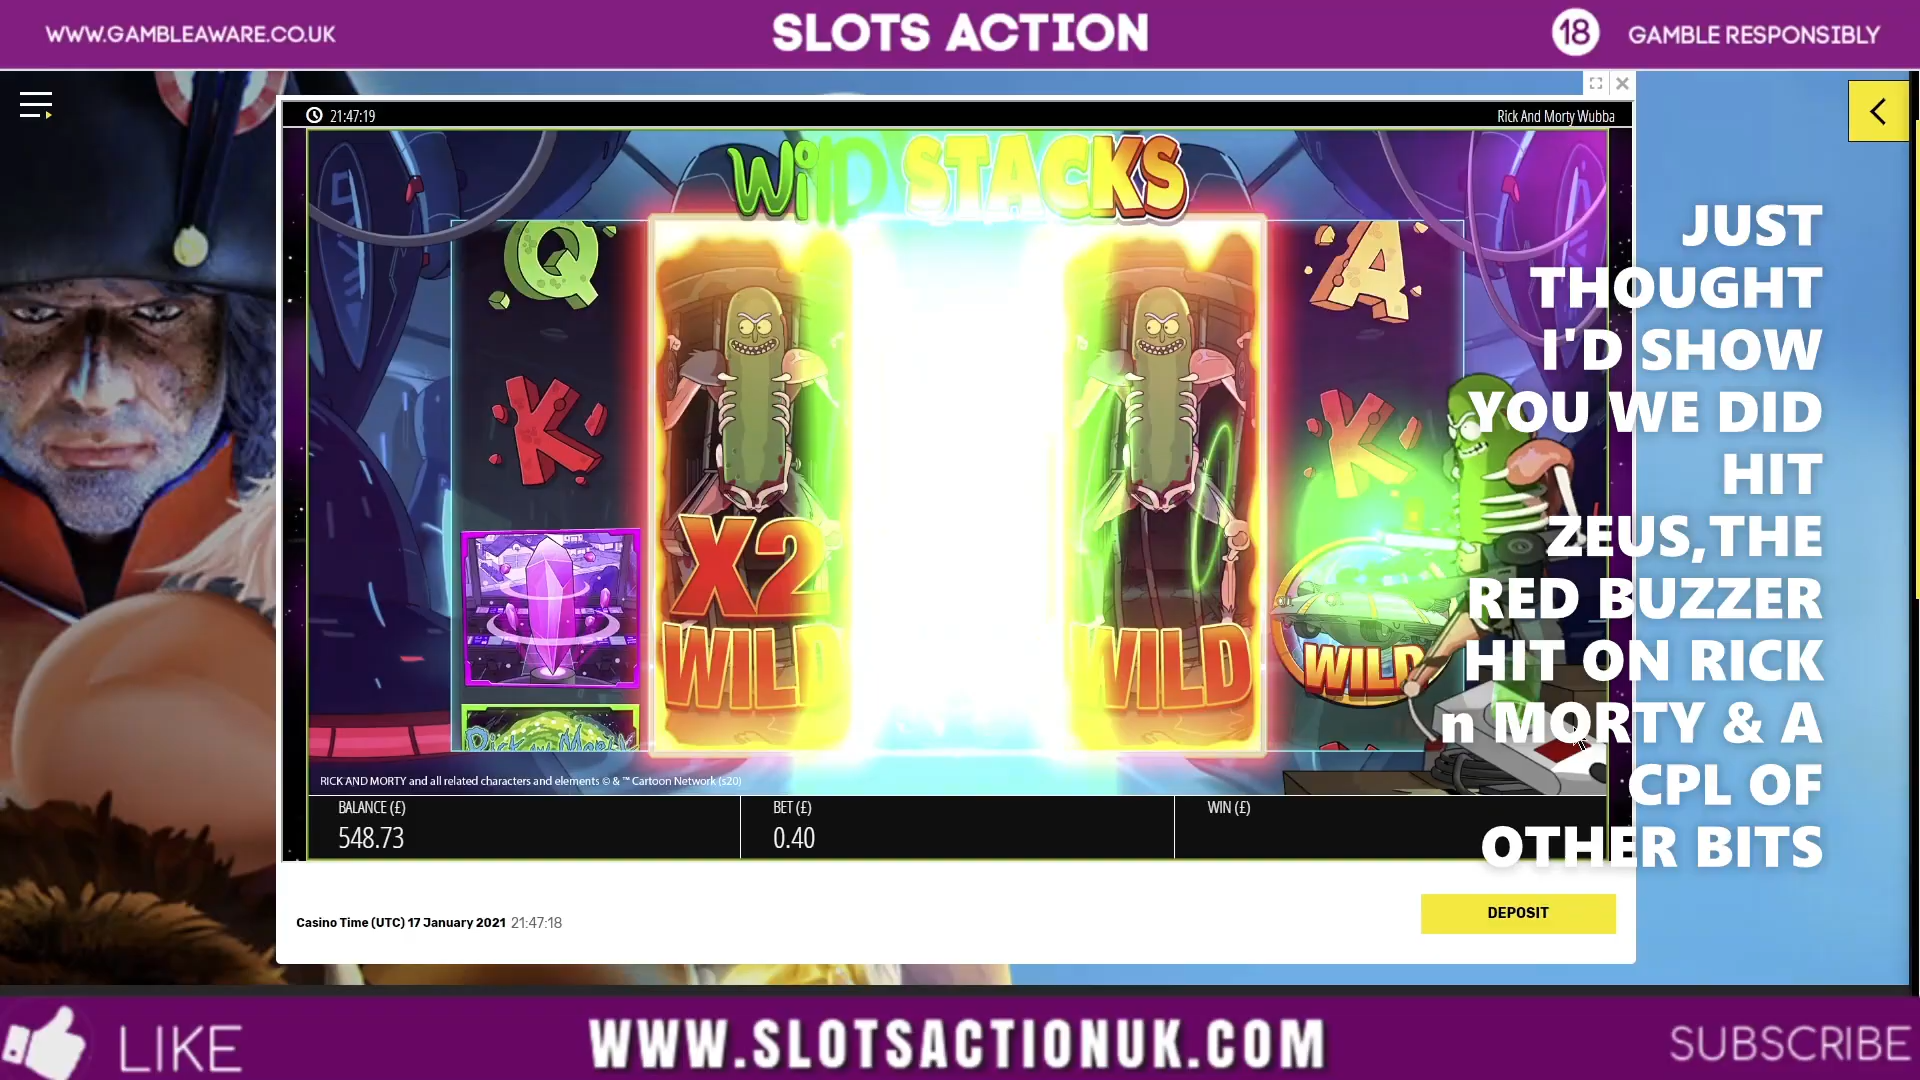 WWW.GAMBLEAWARE.CO.UK
SLOTS ACTION
18
GAMBLE RESPONSIBLY
21:47:19
Rick And Morty Wubba
WilD STACKS
Q
A
K
K
X2
WILD
WILD
WILD
Rick and Morty
JUST
THOUGHT
I'D SHOW
YOU WE DID
HIT
ZEUS,THE
RED BUZZER
HIT ON RICK
n MORTY & A
CPL OF
OTHER BITS
RICK AND MORTY and all related characters and elements © & ™ Cartoon Network (s20)
BALANCE (£)
548.73
BET (£)
0.40
WIN (£)
Casino Time (UTC) 17 January 2021 21:47:18
DEPOSIT
LIKE
WWW.SLOTSACTIONUK.COM
SUBSCRIBE